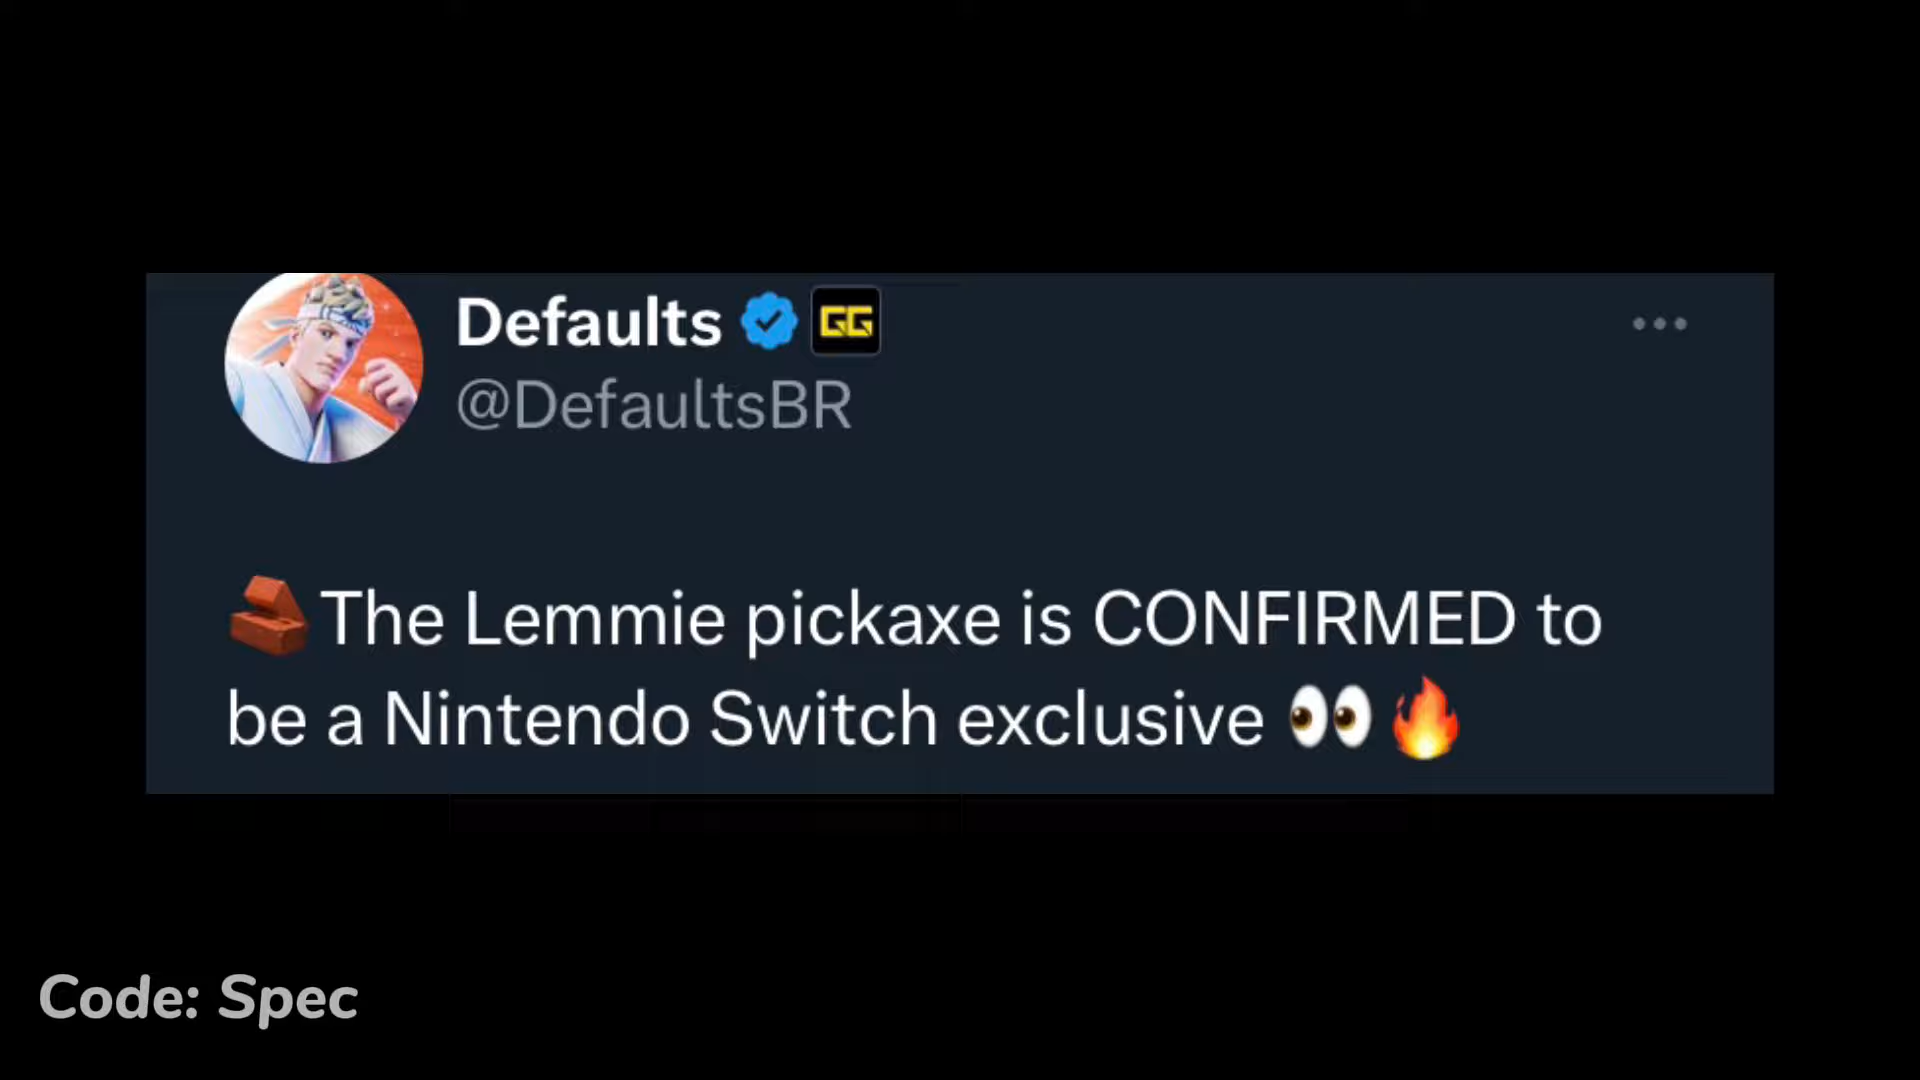 Defaults GG
@DefaultsBR
The Lemmie pickaxe is CONFIRMED to
be a Nintendo Switch exclusive 👀🔥
Code: Spec